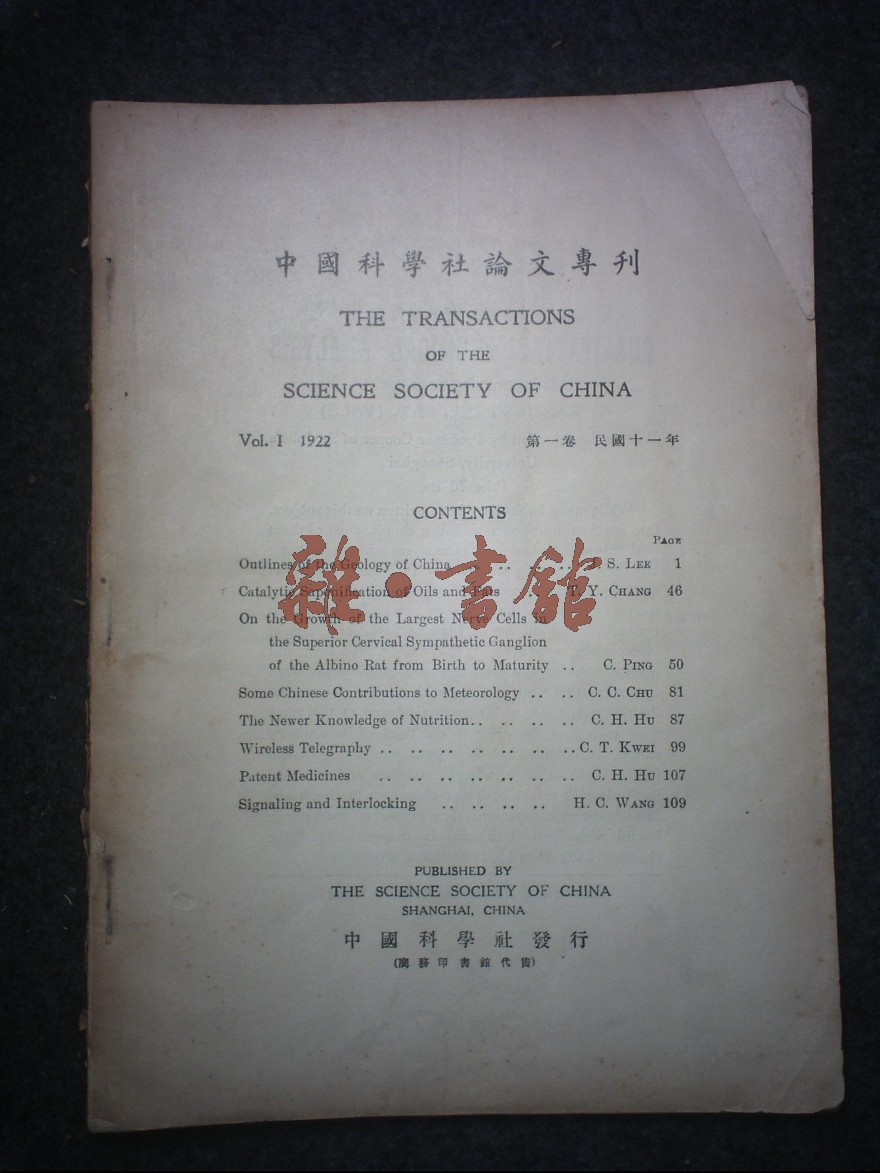 中國科學社論文專刊
THE TRANSACTIONS
OF THE
SCIENCE SOCIETY OF CHINA
Vol. I 1922 第一卷 民國十一年
CONTENTS
PAGE
Outlines of the Geology of China .. .. .. .. J. S. LEE 1
Catalytic Saponification of Oils and Fats .. .. T. Y. CHANG 46
On the Growth of the Largest Nerve Cells in
the Superior Cervical Sympathetic Ganglion
of the Albino Rat from Birth to Maturity .. C. PING 50
Some Chinese Contributions to Meteorology .. .. C. C. CHU 81
The Newer Knowledge of Nutrition.. .. .. .. C. H. HU 87
Wireless Telegraphy .. .. .. .. .. .. .. ..C. T. KWEI 99
Patent Medicines .. .. .. .. .. .. .. C. H. HU 107
Signaling and Interlocking .. .. .. .. H. C. WANG 109
雜·書館
PUBLISHED BY
THE SCIENCE SOCIETY OF CHINA
SHANGHAI, CHINA
中國科學社發行
(商務印書館代售)